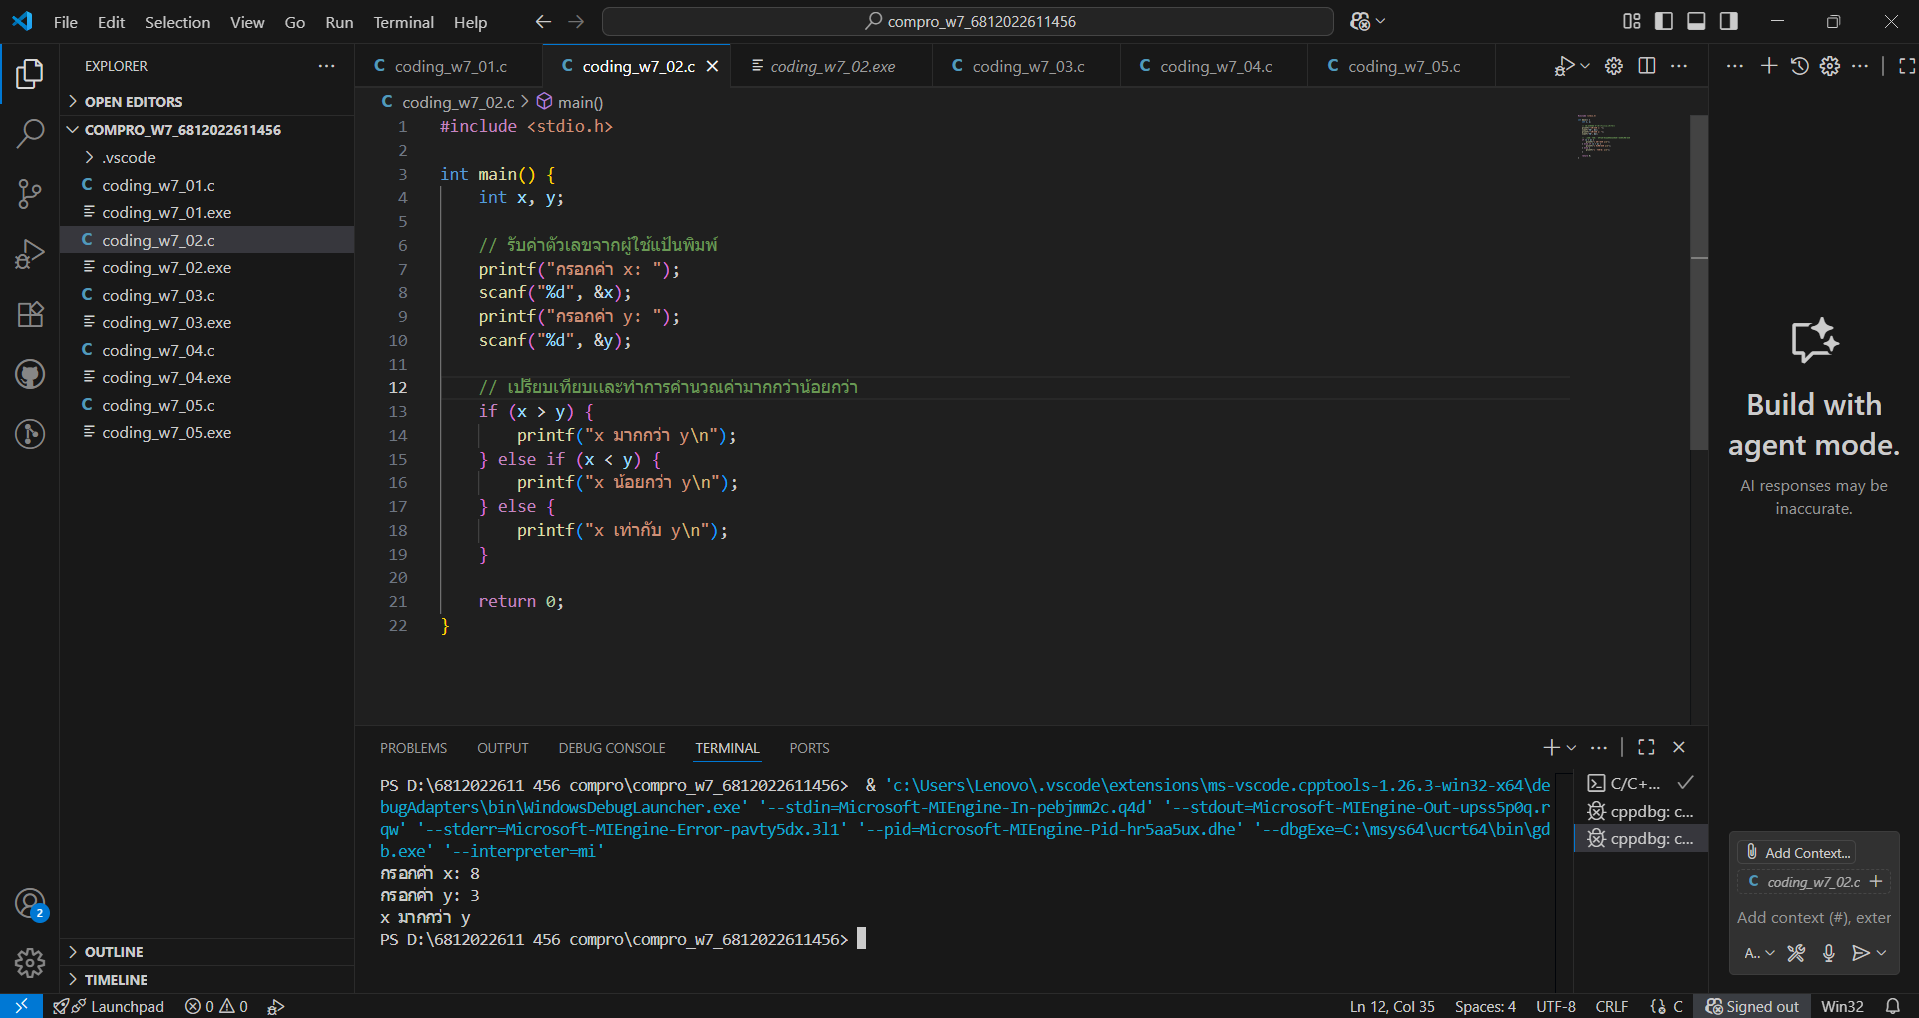 File Edit Selection View Go Run Terminal Help
compro_w7_6812022611456
EXPLORER
OPEN EDITORS
COMPRO_W7_6812022611456
.vscode
coding_w7_01.c
coding_w7_01.exe
coding_w7_02.c
coding_w7_02.exe
coding_w7_03.c
coding_w7_03.exe
coding_w7_04.c
coding_w7_04.exe
coding_w7_05.c
coding_w7_05.exe
OUTLINE
TIMELINE
coding_w7_01.c coding_w7_02.c coding_w7_02.exe coding_w7_03.c coding_w7_04.c coding_w7_05.c
coding_w7_02.c > main()
1 #include <stdio.h>
2
3 int main() {
4 int x, y;
5
6 // รับค่าตัวเลขจากผู้ใช้แป้นพิมพ์
7 printf("กรอกค่า x: ");
8 scanf("%d", &x);
9 printf("กรอกค่า y: ");
10 scanf("%d", &y);
11
12 // เปรียบเทียบและทำการคำนวณค่ามากกว่าน้อยกว่า
13 if (x > y) {
14 printf("x มากกว่า y\n");
15 } else if (x < y) {
16 printf("x น้อยกว่า y\n");
17 } else {
18 printf("x เท่ากับ y\n");
19 }
20
21 return 0;
22 }
PROBLEMS OUTPUT DEBUG CONSOLE TERMINAL PORTS
PS D:\6812022611 456 compro\compro_w7_6812022611456> & 'c:\Users\Lenovo\.vscode\extensions\ms-vscode.cpptools-1.26.3-win32-x64\de
bugAdapters\bin\WindowsDebugLauncher.exe' '--stdin=Microsoft-MIEngine-In-pebjmm2c.q4d' '--stdout=Microsoft-MIEngine-Out-upss5p0q.r
qw' '--stderr=Microsoft-MIEngine-Error-pavty5dx.3l1' '--pid=Microsoft-MIEngine-Pid-hr5aa5ux.dhe' '--dbgExe=C:\msys64\ucrt64\bin\gd
b.exe' '--interpreter=mi'
กรอกค่า x: 8
กรอกค่า y: 3
x มากกว่า y
PS D:\6812022611 456 compro\compro_w7_6812022611456>
C/C+...
cppdbg: c...
cppdbg: c...
Build with
agent mode.
AI responses may be
inaccurate.
Add Context...
coding_w7_02.c
Add context (#), exter
A..
2
Launchpad 0 0
Ln 12, Col 35 Spaces: 4 UTF-8 CRLF C Signed out Win32